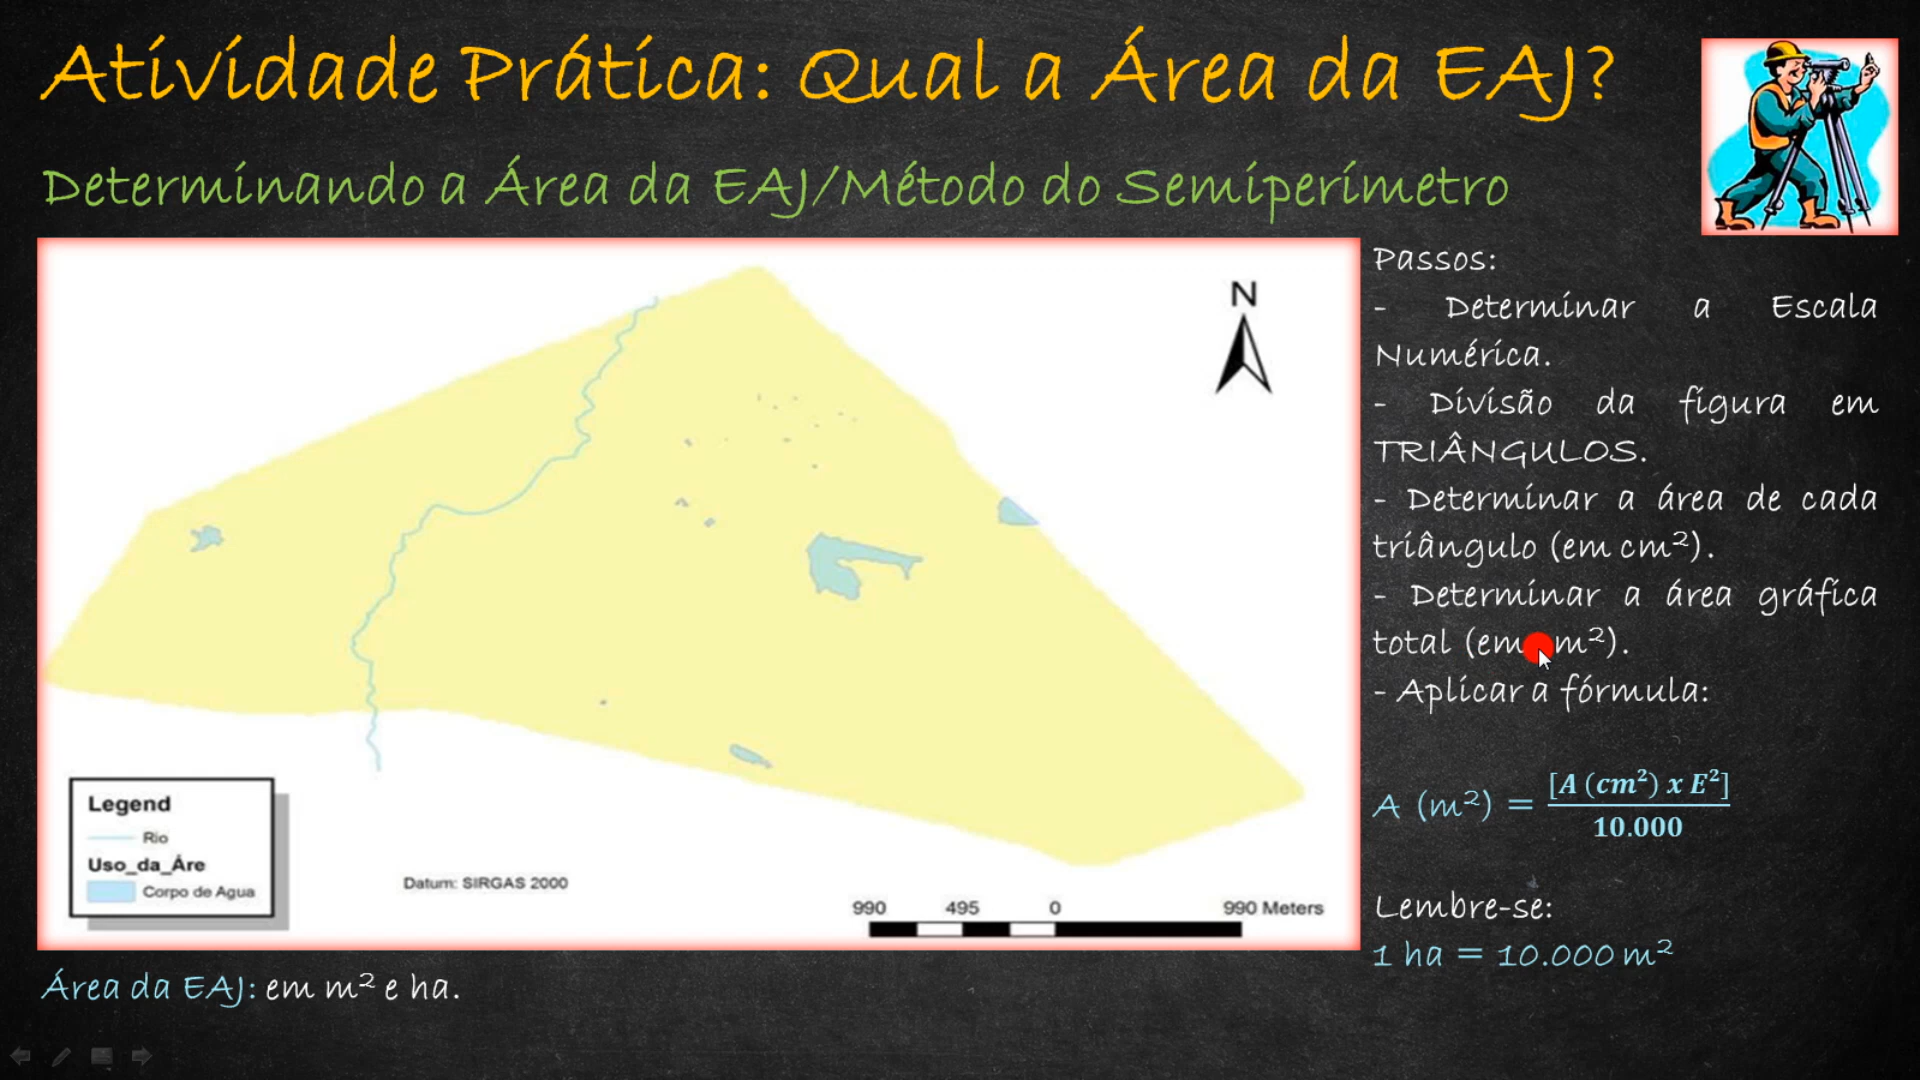 Atividade Prática: Qual a Área da EAJ?
Determinando a Área da EAJ/Método do Semiperímetro
N
Legend
Rio
Uso_da_Áre
Corpo de Agua
Datum: SIRGAS 2000
990 495 0 990 Meters
Passos:
- Determinar a Escala
Numérica.
- Divisão da figura em
TRIÂNGULOS.
- Determinar a área de cada
triângulo (em cm²).
- Determinar a área gráfica
total (em m²).
- Aplicar a fórmula:
A (m²) = [A (cm²) x E²]
10.000
Lembre-se:
1 ha = 10.000 m²
Área da EAJ: em m² e ha.